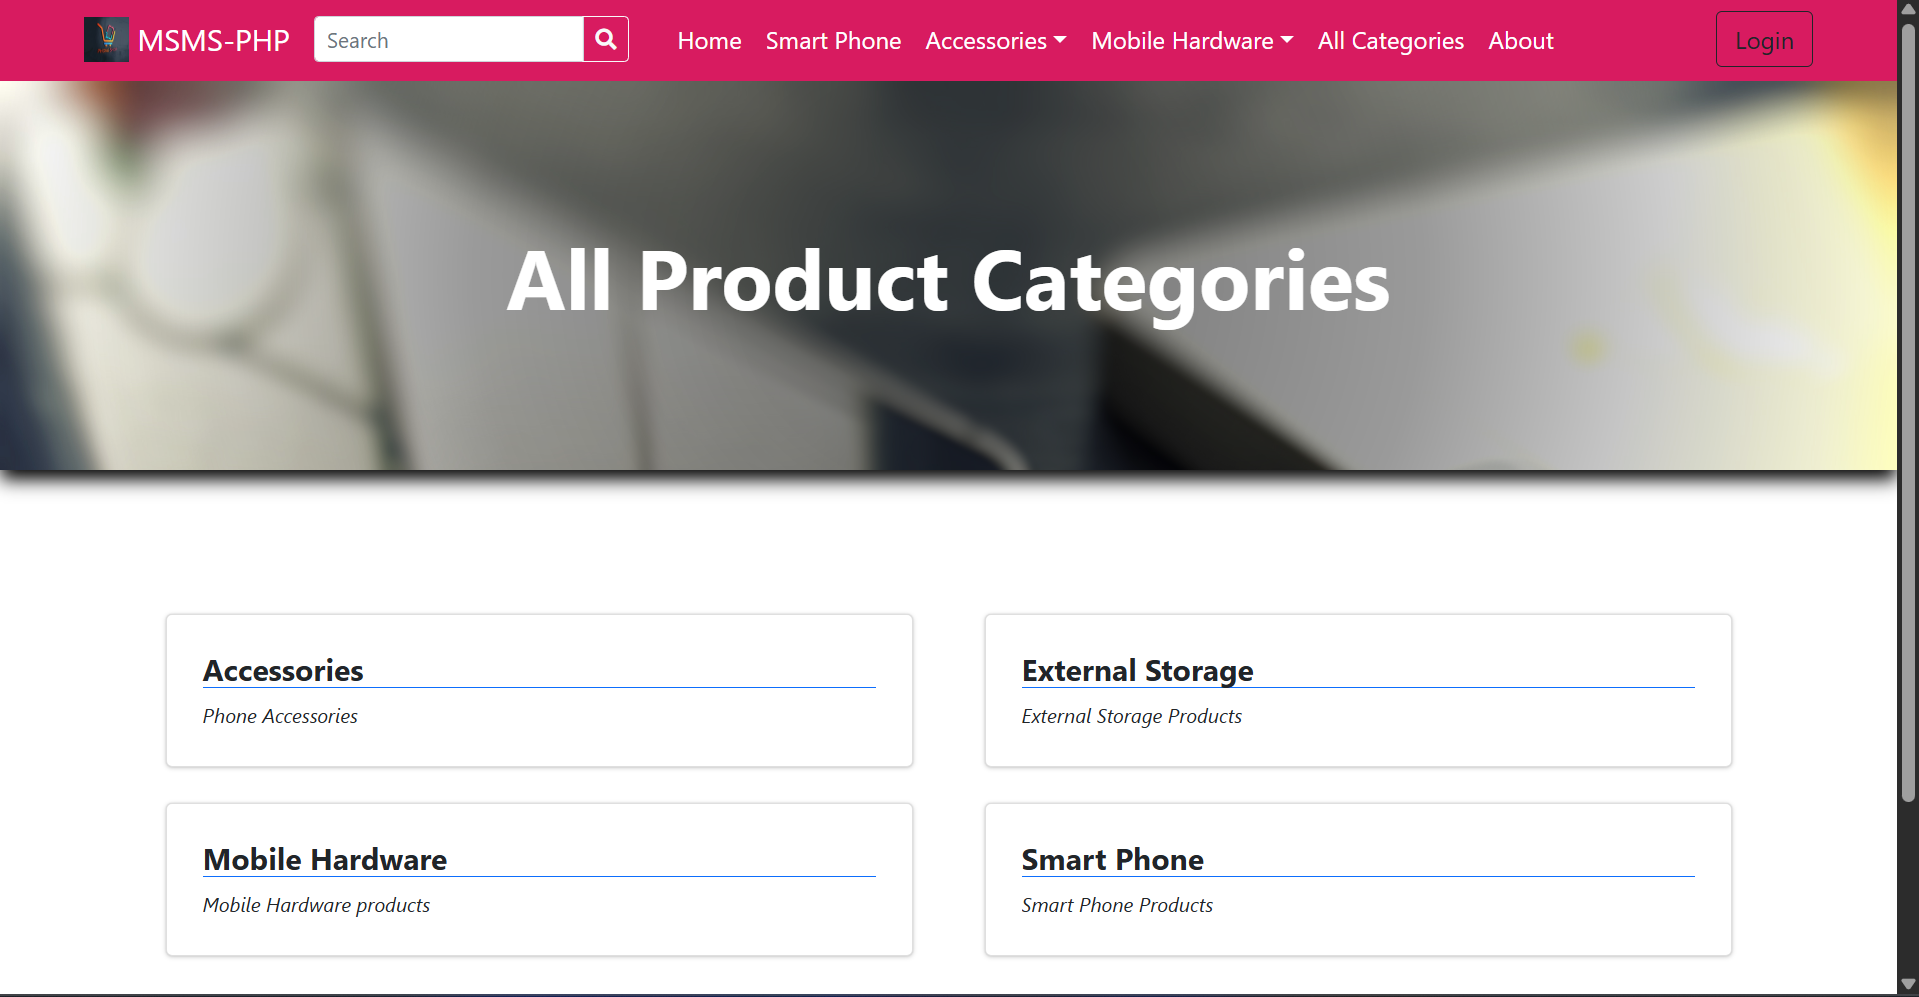 MSMS-PHP
Search
Home
Smart Phone
Accessories
Mobile Hardware
All Categories
About
Login
All Product Categories
Accessories
Phone Accessories
External Storage
External Storage Products
Mobile Hardware
Mobile Hardware products
Smart Phone
Smart Phone Products